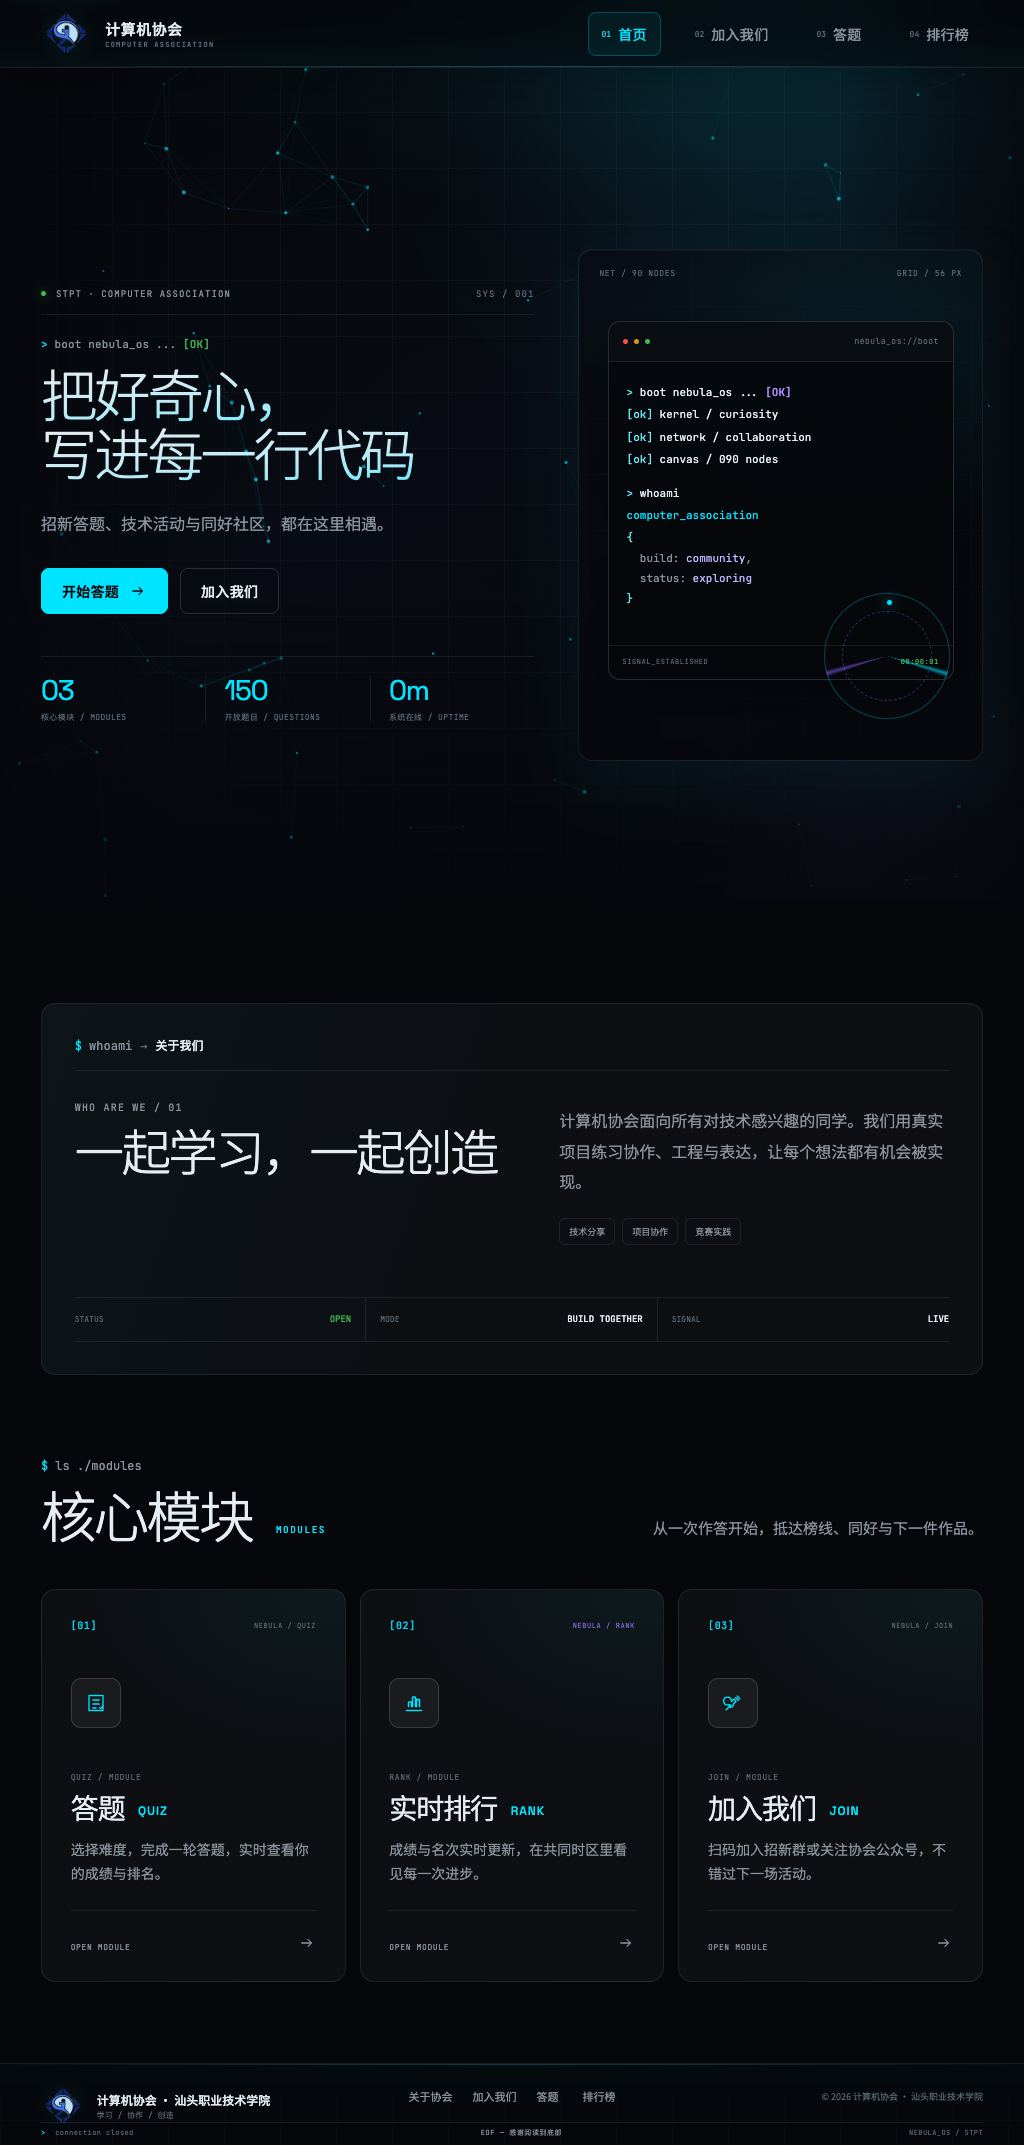 计算机协会
COMPUTER ASSOCIATION
01 首页
02 加入我们
03 答题
04 排行榜
STPT · COMPUTER ASSOCIATION
SYS / 001
> boot nebula_os ... [OK]
把好奇心，
写进每一行代码
招新答题、技术活动与同好社区，都在这里相遇。
开始答题 →
加入我们
03
核心模块 / MODULES
150
开放题目 / QUESTIONS
0m
系统在线 / UPTIME
NET / 90 NODES
GRID / 56 PX
nebula_os://boot
> boot nebula_os ... [OK]
[ok] kernel / curiosity
[ok] network / collaboration
[ok] canvas / 090 nodes
> whoami
computer_association
{
build: community,
status: exploring
}
SIGNAL_ESTABLISHED
00:00:01
$ whoami → 关于我们
WHO ARE WE / 01
一起学习，一起创造
计算机协会面向所有对技术感兴趣的同学。我们用真实
项目练习协作、工程与表达，让每个想法都有机会被实
现。
技术分享
项目协作
竞赛实践
STATUS
OPEN
MODE
BUILD TOGETHER
SIGNAL
LIVE
$ ls ./modules
核心模块 MODULES
从一次作答开始，抵达榜线、同好与下一件作品。
[01]
NEBULA / QUIZ
QUIZ / MODULE
答题 QUIZ
选择难度，完成一轮答题，实时查看你
的成绩与排名。
OPEN MODULE →
[02]
NEBULA / RANK
RANK / MODULE
实时排行 RANK
成绩与名次实时更新，在共同时区里看
见每一次进步。
OPEN MODULE →
[03]
NEBULA / JOIN
JOIN / MODULE
加入我们 JOIN
扫码加入招新群或关注协会公众号，不
错过下一场活动。
OPEN MODULE →
计算机协会 · 汕头职业技术学院
学习 / 协作 / 创造
关于协会
加入我们
答题
排行榜
© 2026 计算机协会 · 汕头职业技术学院
> connection closed
EOF — 感谢阅读到底部
NEBULA_OS / STPT